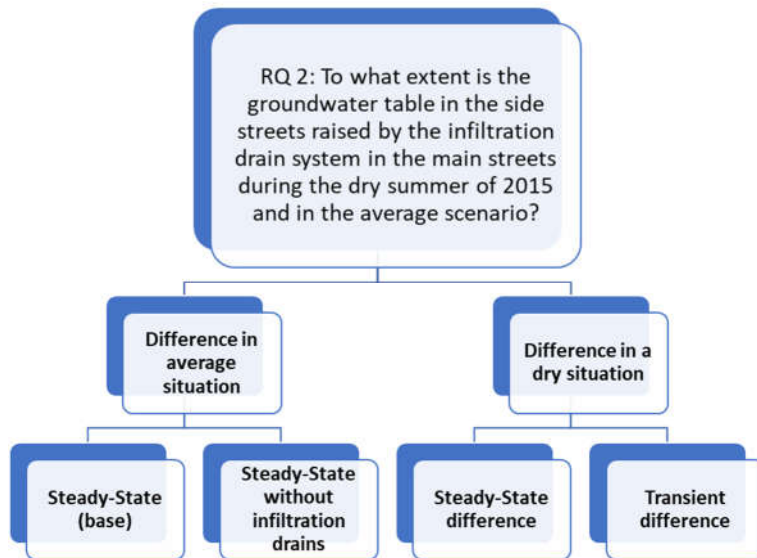 RQ 2: To what extent is the
groundwater table in the side
streets raised by the infiltration
drain system in the main streets
during the dry summer of 2015
and in the average scenario?
Difference in
average
situation
Difference in a
dry situation
Steady-State
(base)
Steady-State
without
infiltration
drains
Steady-State
difference
Transient
difference